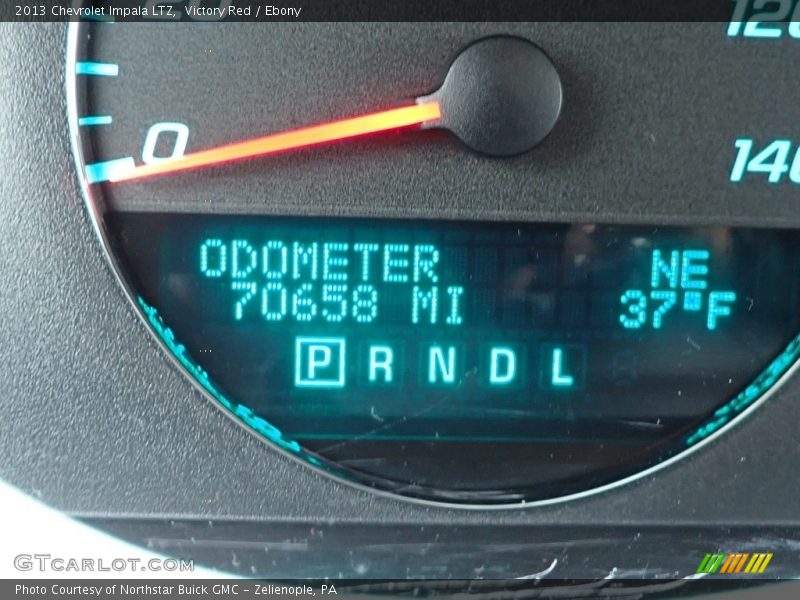 2013 Chevrolet Impala LTZ, Victory Red / Ebony
120
0
140
ODOMETER NE
70658 MI 37°F
P R N D L
GTCARLOT.COM
Photo Courtesy of Northstar Buick GMC - Zelienople, PA